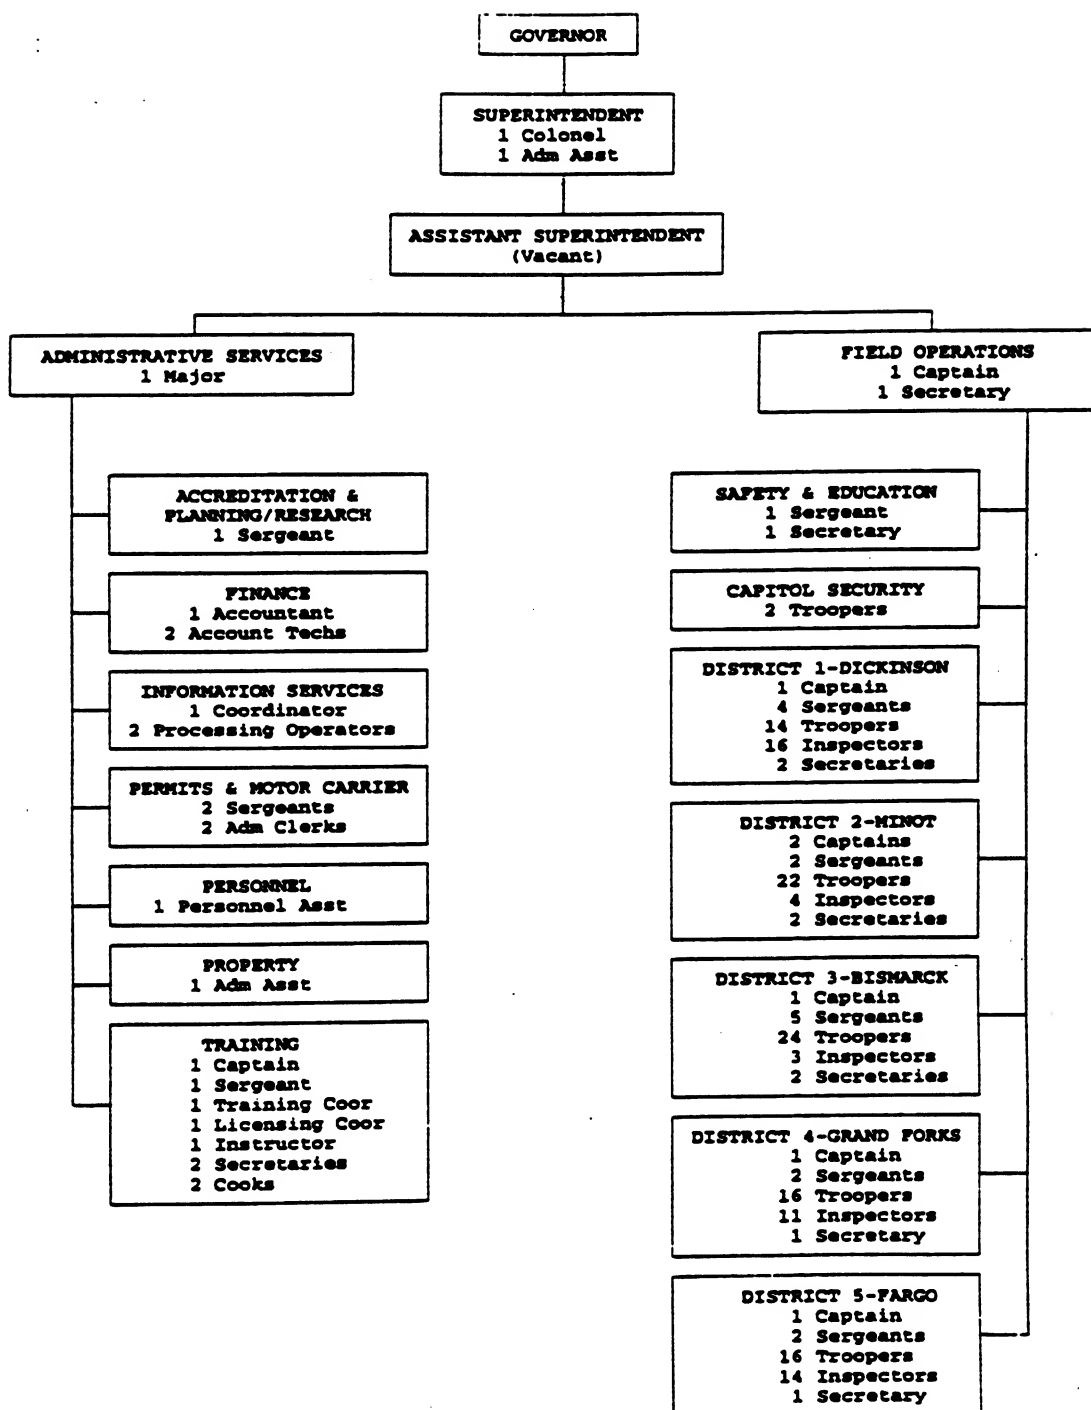 GOVERNOR
SUPERINTENDENT
1 Colonel
1 Adm Asst
ASSISTANT SUPERINTENDENT
(Vacant)
ADMINISTRATIVE SERVICES
1 Major
FIELD OPERATIONS
1 Captain
1 Secretary
ACCREDITATION &
PLANNING/RESEARCH
1 Sergeant
FINANCE
1 Accountant
2 Account Techs
INFORMATION SERVICES
1 Coordinator
2 Processing Operators
PERMITS & MOTOR CARRIER
2 Sergeants
2 Adm Clerks
PERSONNEL
1 Personnel Asst
PROPERTY
1 Adm Asst
TRAINING
1 Captain
1 Sergeant
1 Training Coor
1 Licensing Coor
1 Instructor
2 Secretaries
2 Cooks
SAFETY & EDUCATION
1 Sergeant
1 Secretary
CAPITOL SECURITY
2 Troopers
DISTRICT 1-DICKINSON
1 Captain
4 Sergeants
14 Troopers
16 Inspectors
2 Secretaries
DISTRICT 2-MINOT
2 Captains
2 Sergeants
22 Troopers
4 Inspectors
2 Secretaries
DISTRICT 3-BISMARCK
1 Captain
5 Sergeants
24 Troopers
3 Inspectors
2 Secretaries
DISTRICT 4-GRAND FORKS
1 Captain
2 Sergeants
16 Troopers
11 Inspectors
1 Secretary
DISTRICT 5-FARGO
1 Captain
2 Sergeants
16 Troopers
14 Inspectors
1 Secretary